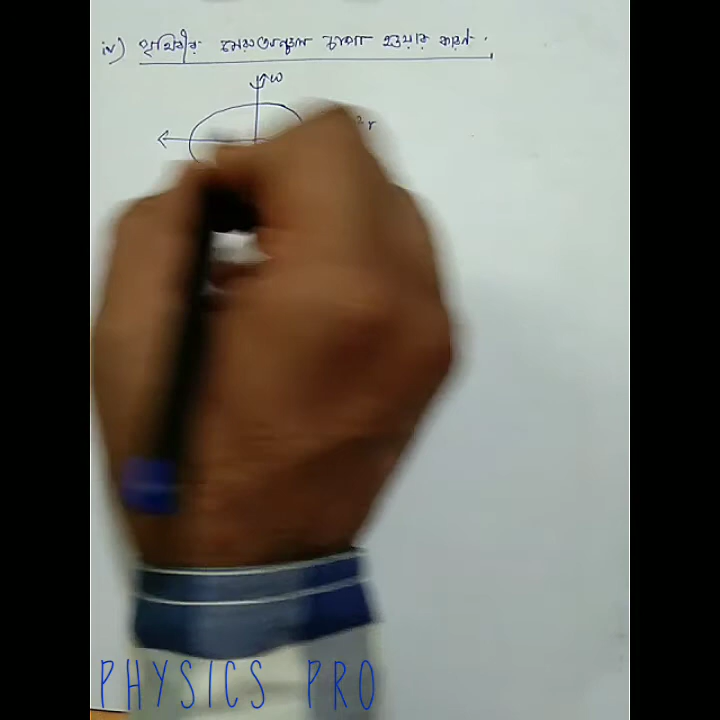 iv) পৃথিবীর মেরুঅঞ্চল চাপা হওয়ার কারণ .
ω
PHYSICS PRO